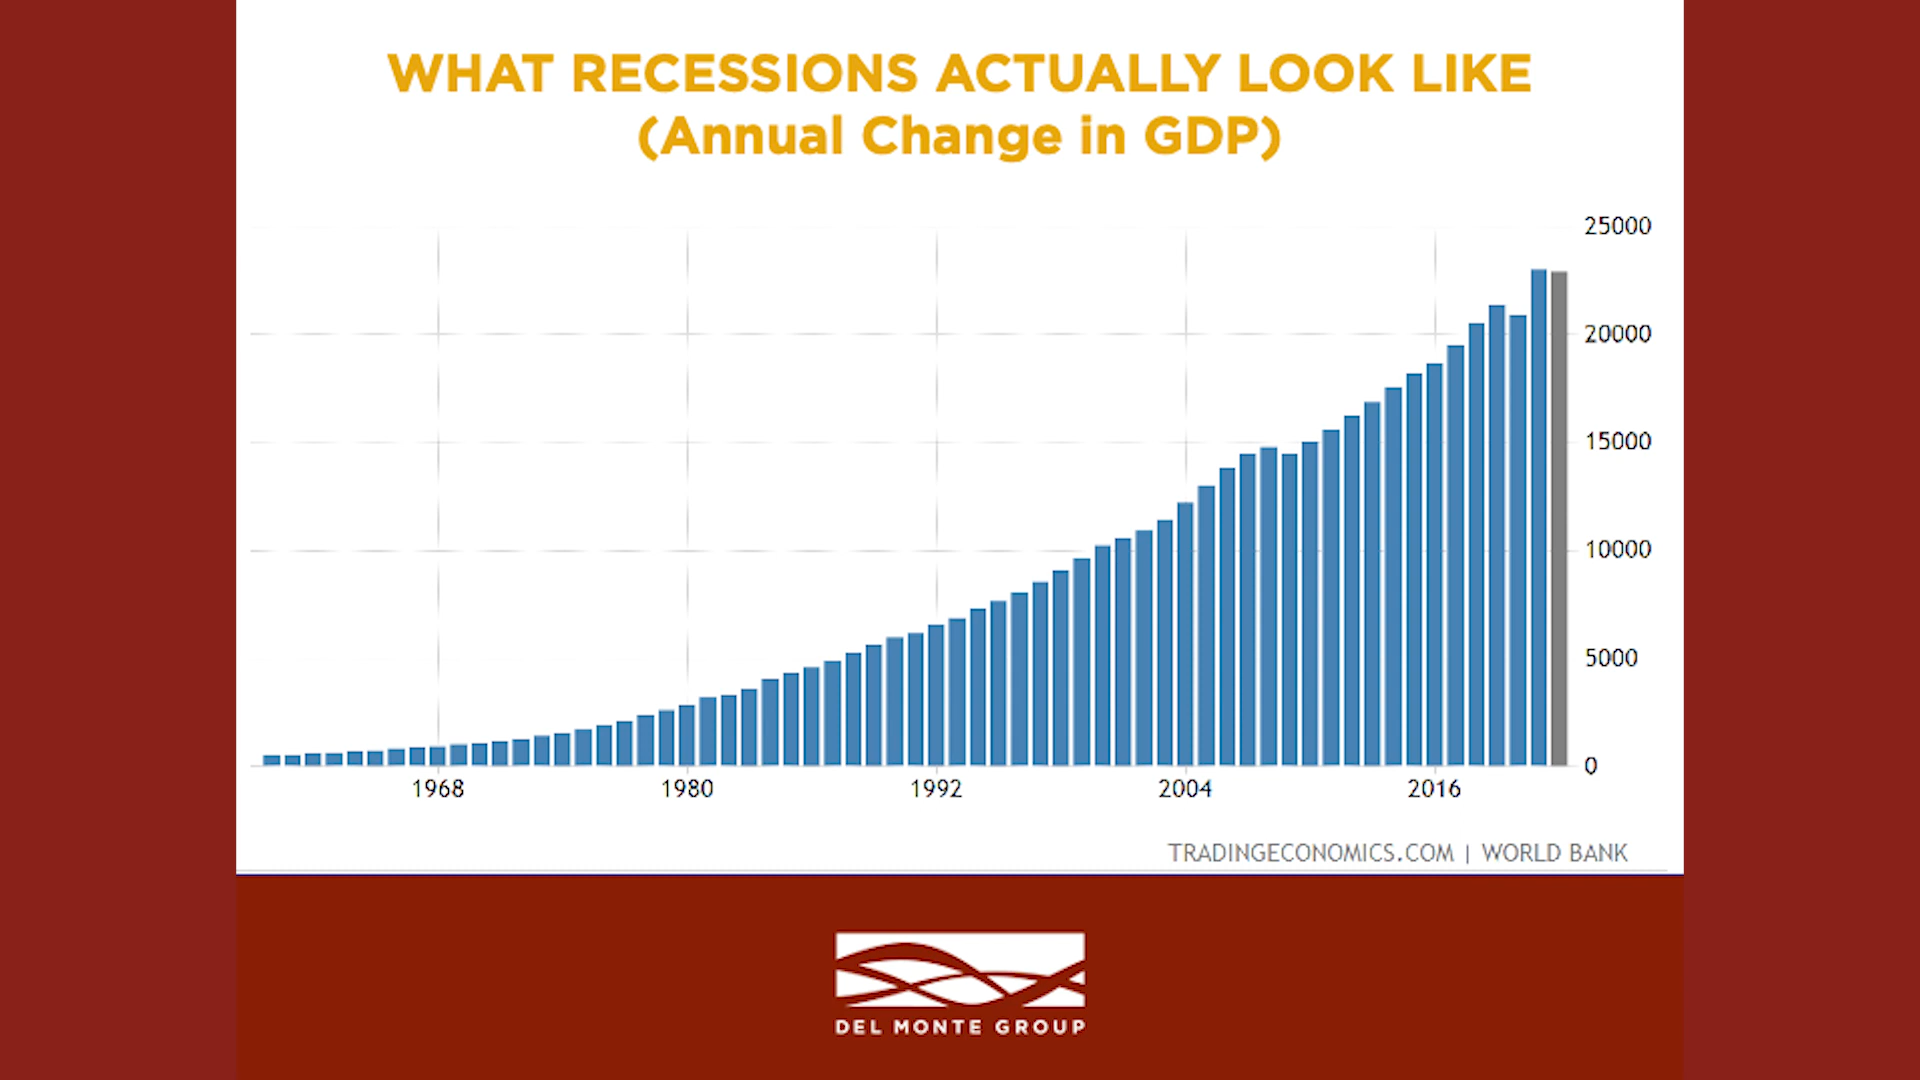 WHAT RECESSIONS ACTUALLY LOOK LIKE
(Annual Change in GDP)
25000
20000
15000
10000
5000
0
1968 1980 1992 2004 2016
TRADINGECONOMICS.COM | WORLD BANK
DEL MONTE GROUP